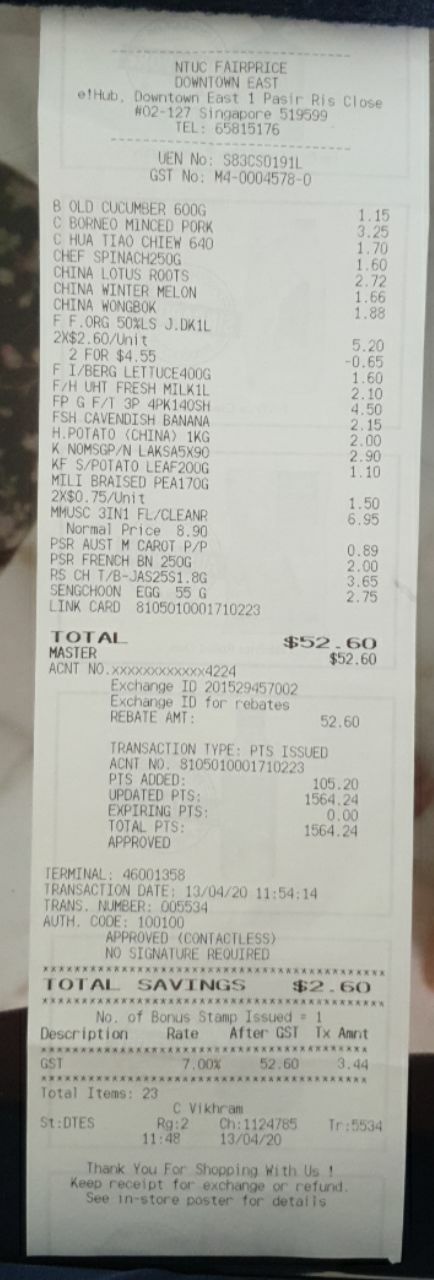 NTUC FAIRPRICE
DOWNTOWN EAST
e!Hub, Downtown East 1 Pasir Ris Close
#02-127 Singapore 519599
TEL: 65815176
UEN No: S83CS0191L
GST No: M4-0004578-0
B OLD CUCUMBER 600G 1.15
C BORNEO MINCED PORK 3.25
C HUA TIAO CHIEW 640 1.70
CHEF SPINACH250G 1.60
CHINA LOTUS ROOTS 2.72
CHINA WINTER MELON 1.66
CHINA WONGBOK 1.88
F F.ORG 50%LS J.DK1L
2X$2.60/Unit 5.20
2 FOR $4.55 -0.65
F I/BERG LETTUCE400G 1.60
F/H UHT FRESH MILK1L 2.10
FP G F/T 3P 4PK140SH 4.50
FSH CAVENDISH BANANA 2.15
H.POTATO (CHINA) 1KG 2.00
K NOMSGP/N LAKSA5X90 2.90
KF S/POTATO LEAF200G 1.10
MILI BRAISED PEA170G
2X$0.75/Unit 1.50
MMUSC 3IN1 FL/CLEANR 6.95
Normal Price 8.90
PSR AUST M CAROT P/P 0.89
PSR FRENCH BN 250G 2.00
RS CH T/B-JAS25S1.8G 3.65
SENGCHOON EGG 55 G 2.75
LINK CARD 8105010001710223
TOTAL $52.60
MASTER $52.60
ACNT NO.xxxxxxxxxxxx4224
Exchange ID 201529457002
Exchange ID for rebates
REBATE AMT: 52.60
TRANSACTION TYPE: PTS ISSUED
ACCT NO. 8105010001710223
PTS ADDED: 105.20
UPDATED PTS: 1564.24
EXPIRING PTS: 0.00
TOTAL PTS: 1564.24
APPROVED
TERMINAL: 46001358
TRANSACTION DATE: 13/04/20 11:54:14
TRANS. NUMBER: 005534
AUTH. CODE: 100100
APPROVED (CONTACTLESS)
NO SIGNATURE REQUIRED
TOTAL SAVINGS $2.60
No. of Bonus Stamp Issued = 1
Description Rate After GST Tx Amnt
GST 7.00% 52.60 3.44
Total Items: 23
C Vikhram
St:DTES Rg:2 Ch:1124785 Tr:5534
11:48 13/04/20
Thank You For Shopping With Us !
Keep receipt for exchange or refund.
See in-store poster for details